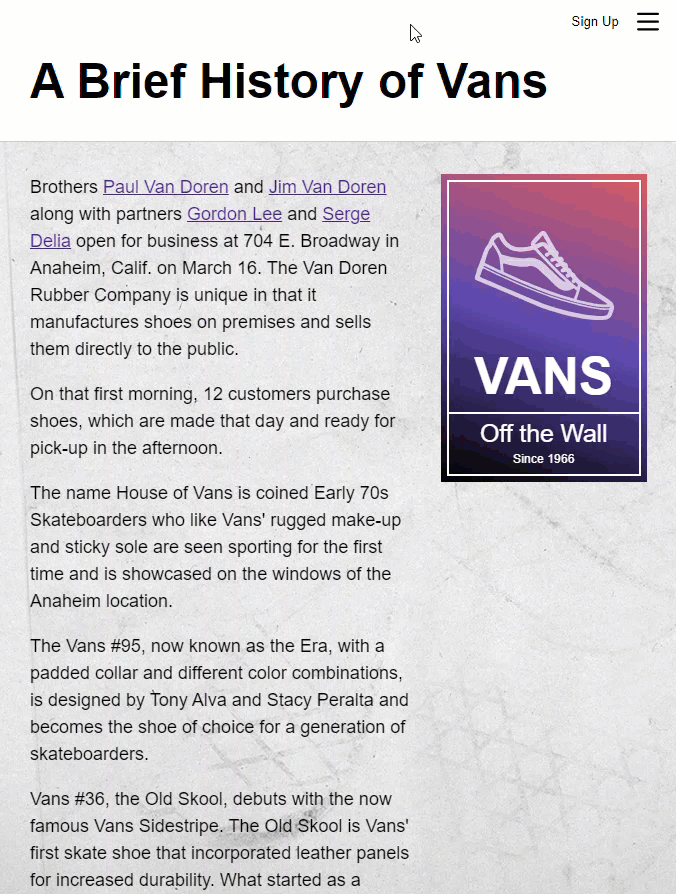 Sign Up
A Brief History of Vans
Brothers Paul Van Doren and Jim Van Doren
along with partners Gordon Lee and Serge
Delia open for business at 704 E. Broadway in
Anaheim, Calif. on March 16. The Van Doren
Rubber Company is unique in that it
manufactures shoes on premises and sells
them directly to the public.
On that first morning, 12 customers purchase
shoes, which are made that day and ready for
pick-up in the afternoon.
The name House of Vans is coined Early 70s
Skateboarders who like Vans' rugged make-up
and sticky sole are seen sporting for the first
time and is showcased on the windows of the
Anaheim location.
The Vans #95, now known as the Era, with a
padded collar and different color combinations,
is designed by Tony Alva and Stacy Peralta and
becomes the shoe of choice for a generation of
skateboarders.
Vans #36, the Old Skool, debuts with the now
famous Vans Sidestripe. The Old Skool is Vans'
first skate shoe that incorporated leather panels
for increased durability. What started as a
VANS
Off the Wall
Since 1966